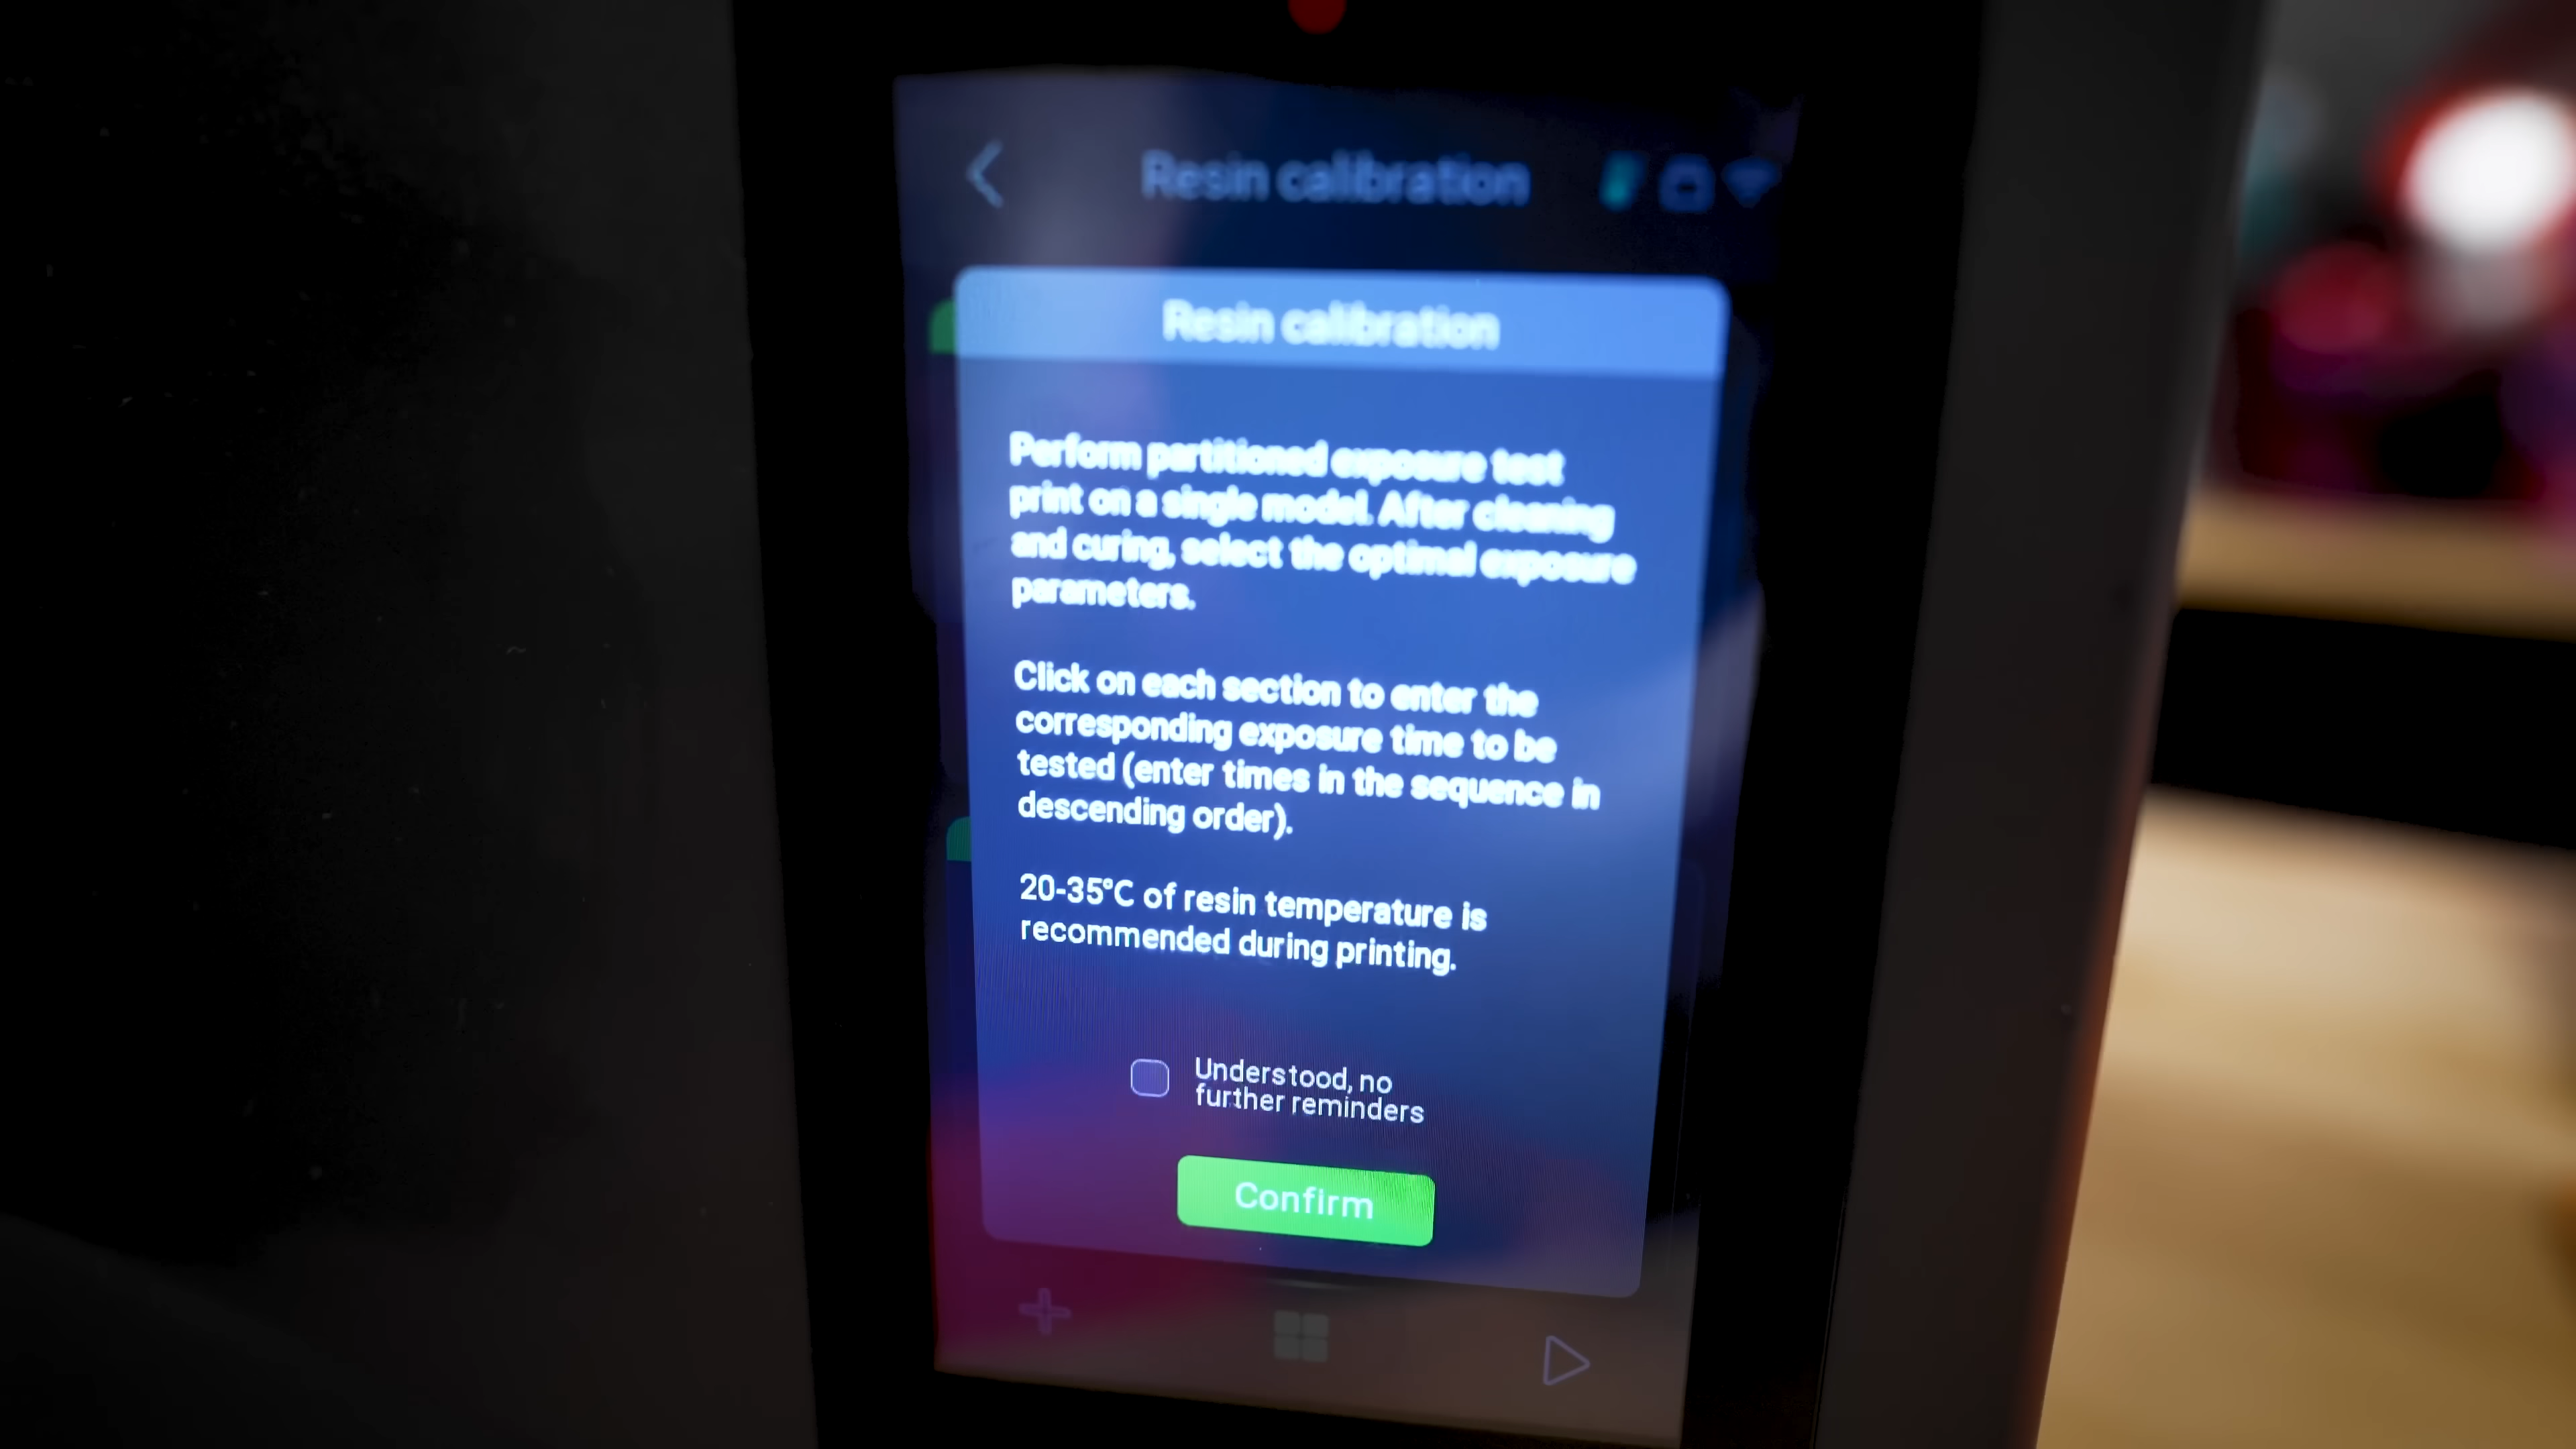 Resin calibration
Resin calibration
Perform partitioned exposure test
print on a single model. After cleaning
and curing, select the optimal exposure
parameters.
Click on each section to enter the
corresponding exposure time to be
tested (enter times in the sequence in
descending order).
20-35°C of resin temperature is
recommended during printing.
Understood, no
further reminders
Confirm